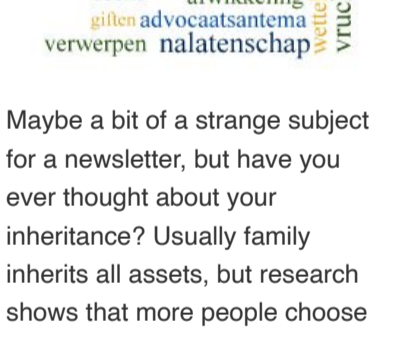 giften advocaatsantema
verwerpen nalatenschap
Maybe a bit of a strange subject
for a newsletter, but have you
ever thought about your
inheritance? Usually family
inherits all assets, but research
shows that more people choose